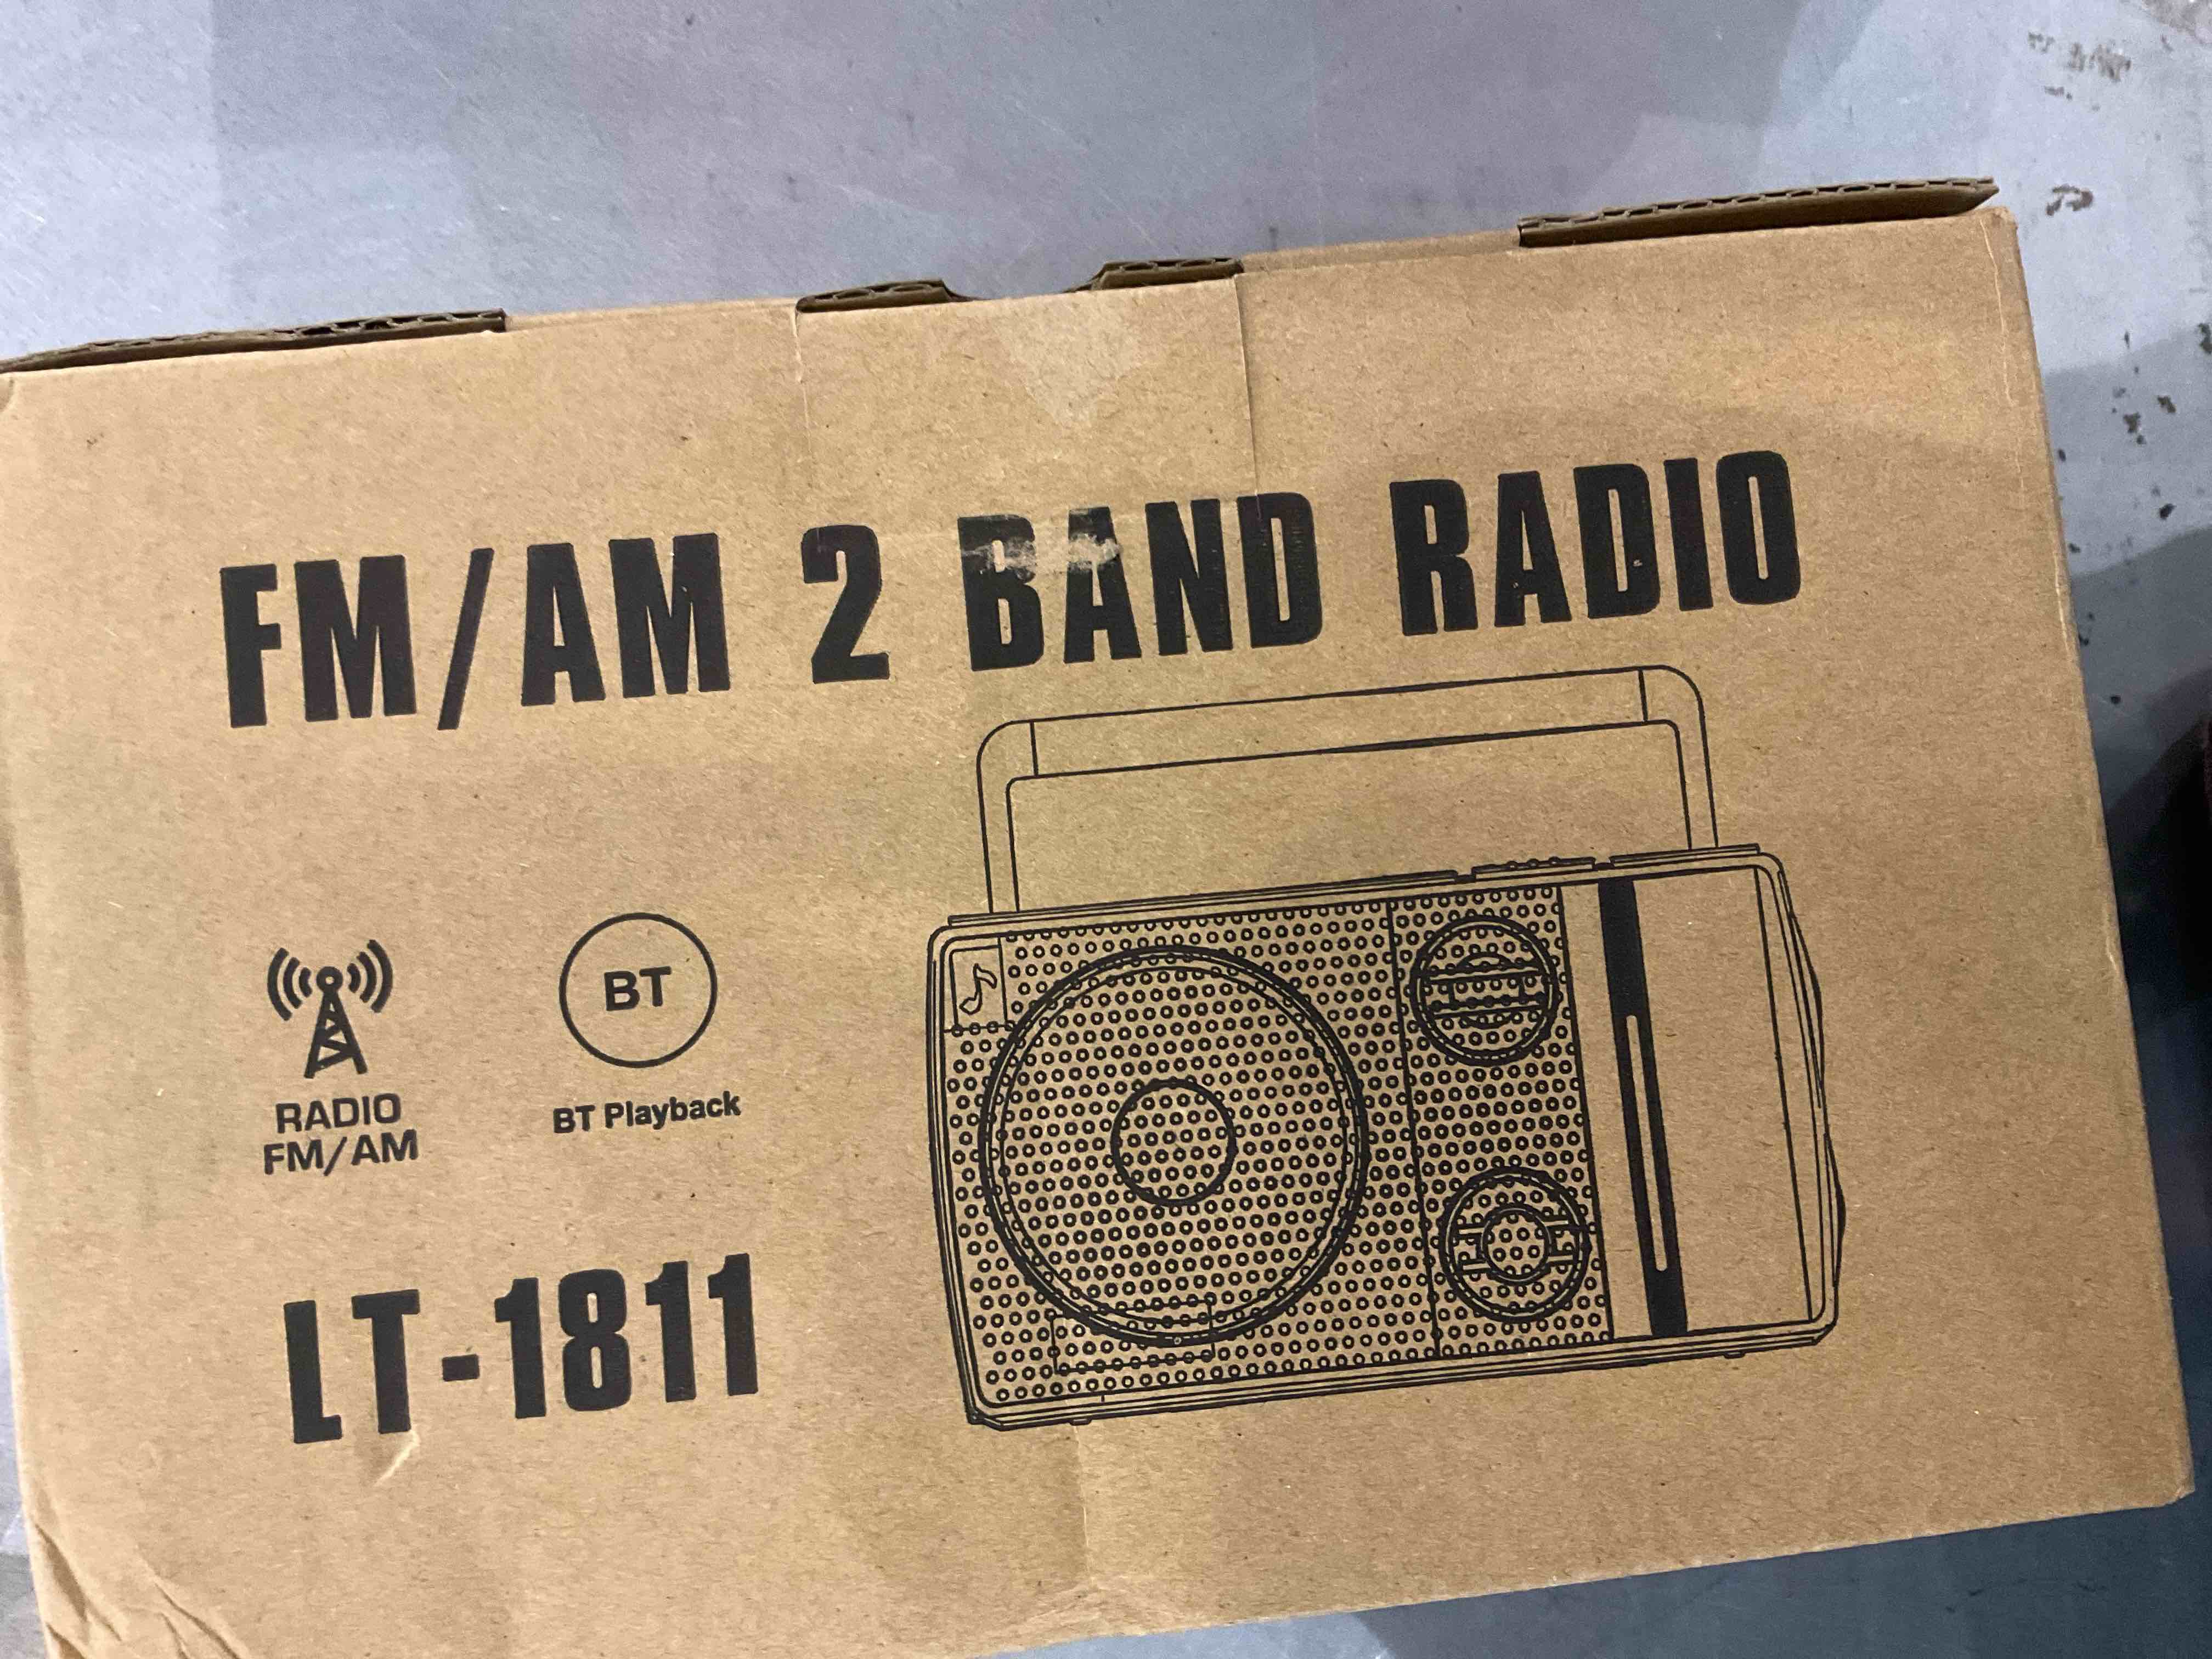 FM/AM 2 BAND RADIO
RADIO
FM/AM
BT
BT Playback
LT-1811